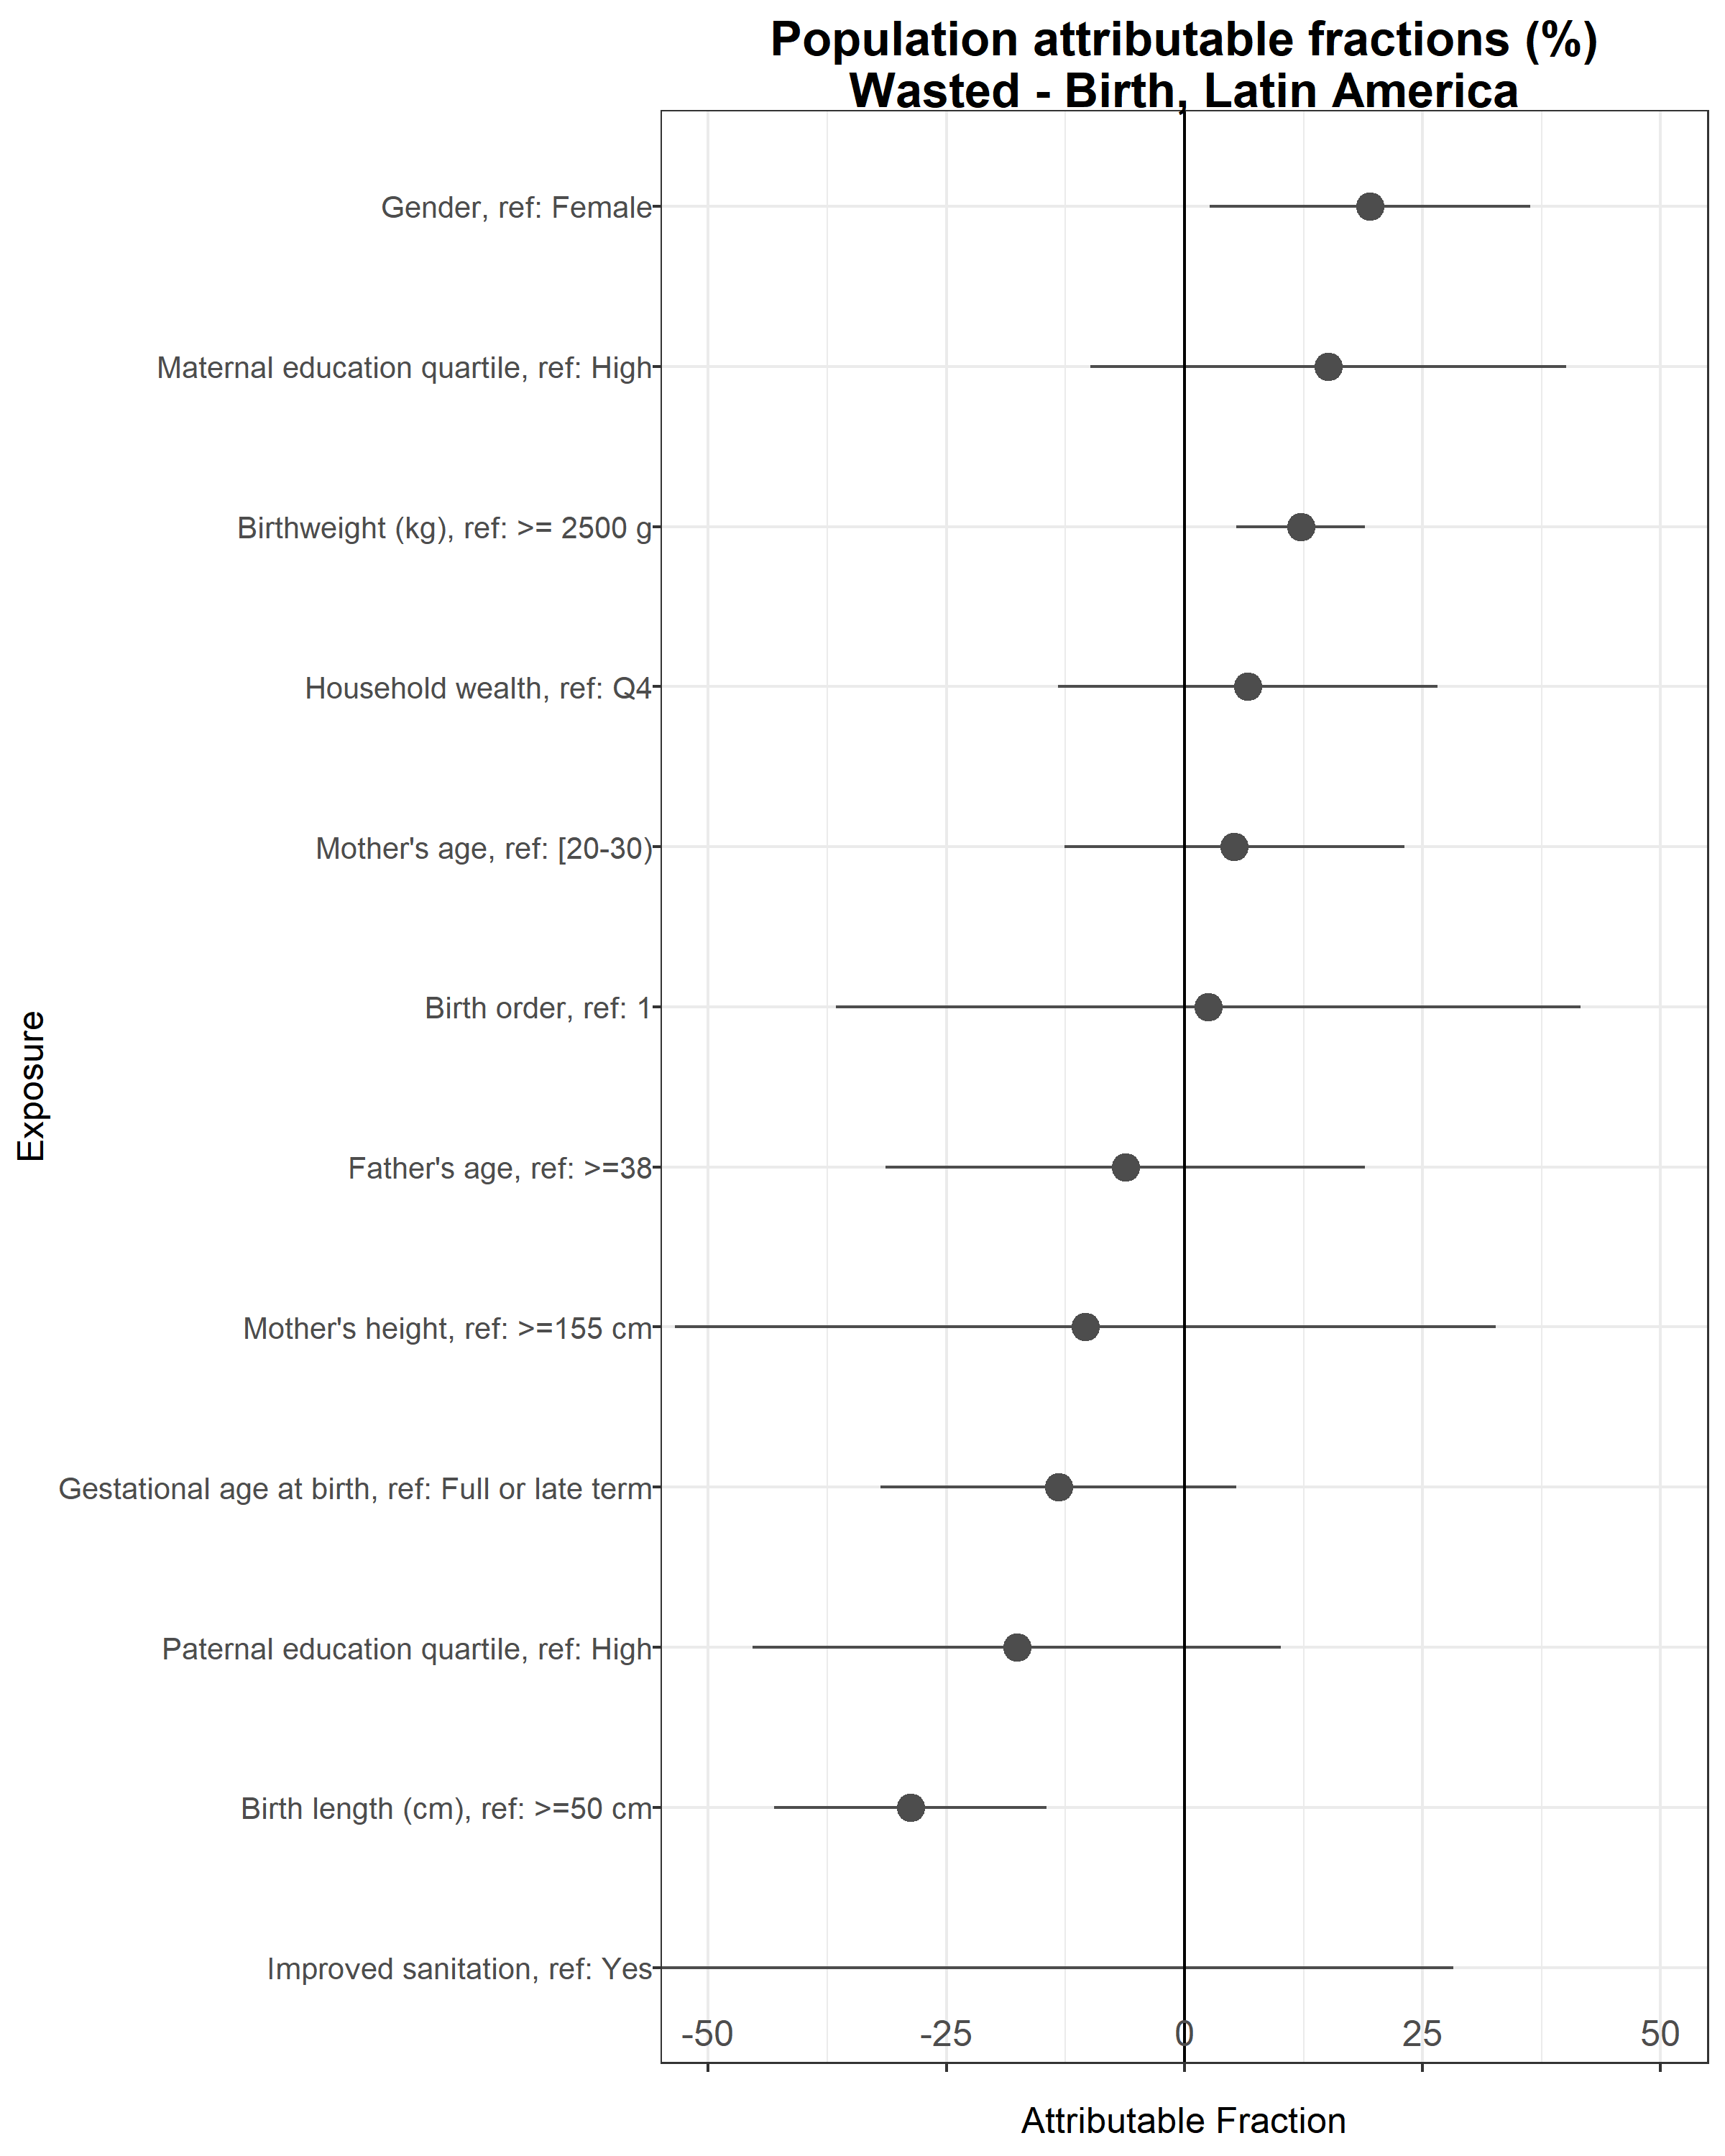 Population attributable fractions (%)
Wasted - Birth, Latin America
Gender, ref: Female
Maternal education quartile, ref: High
Birthweight (kg), ref: >= 2500 g
Household wealth, ref: Q4
Mother's age, ref: [20-30)
Birth order, ref: 1
Father's age, ref: >=38
Mother's height, ref: >=155 cm
Gestational age at birth, ref: Full or late term
Paternal education quartile, ref: High
Birth length (cm), ref: >=50 cm
Improved sanitation, ref: Yes
Exposure
-50 -25 0 25 50
Attributable Fraction